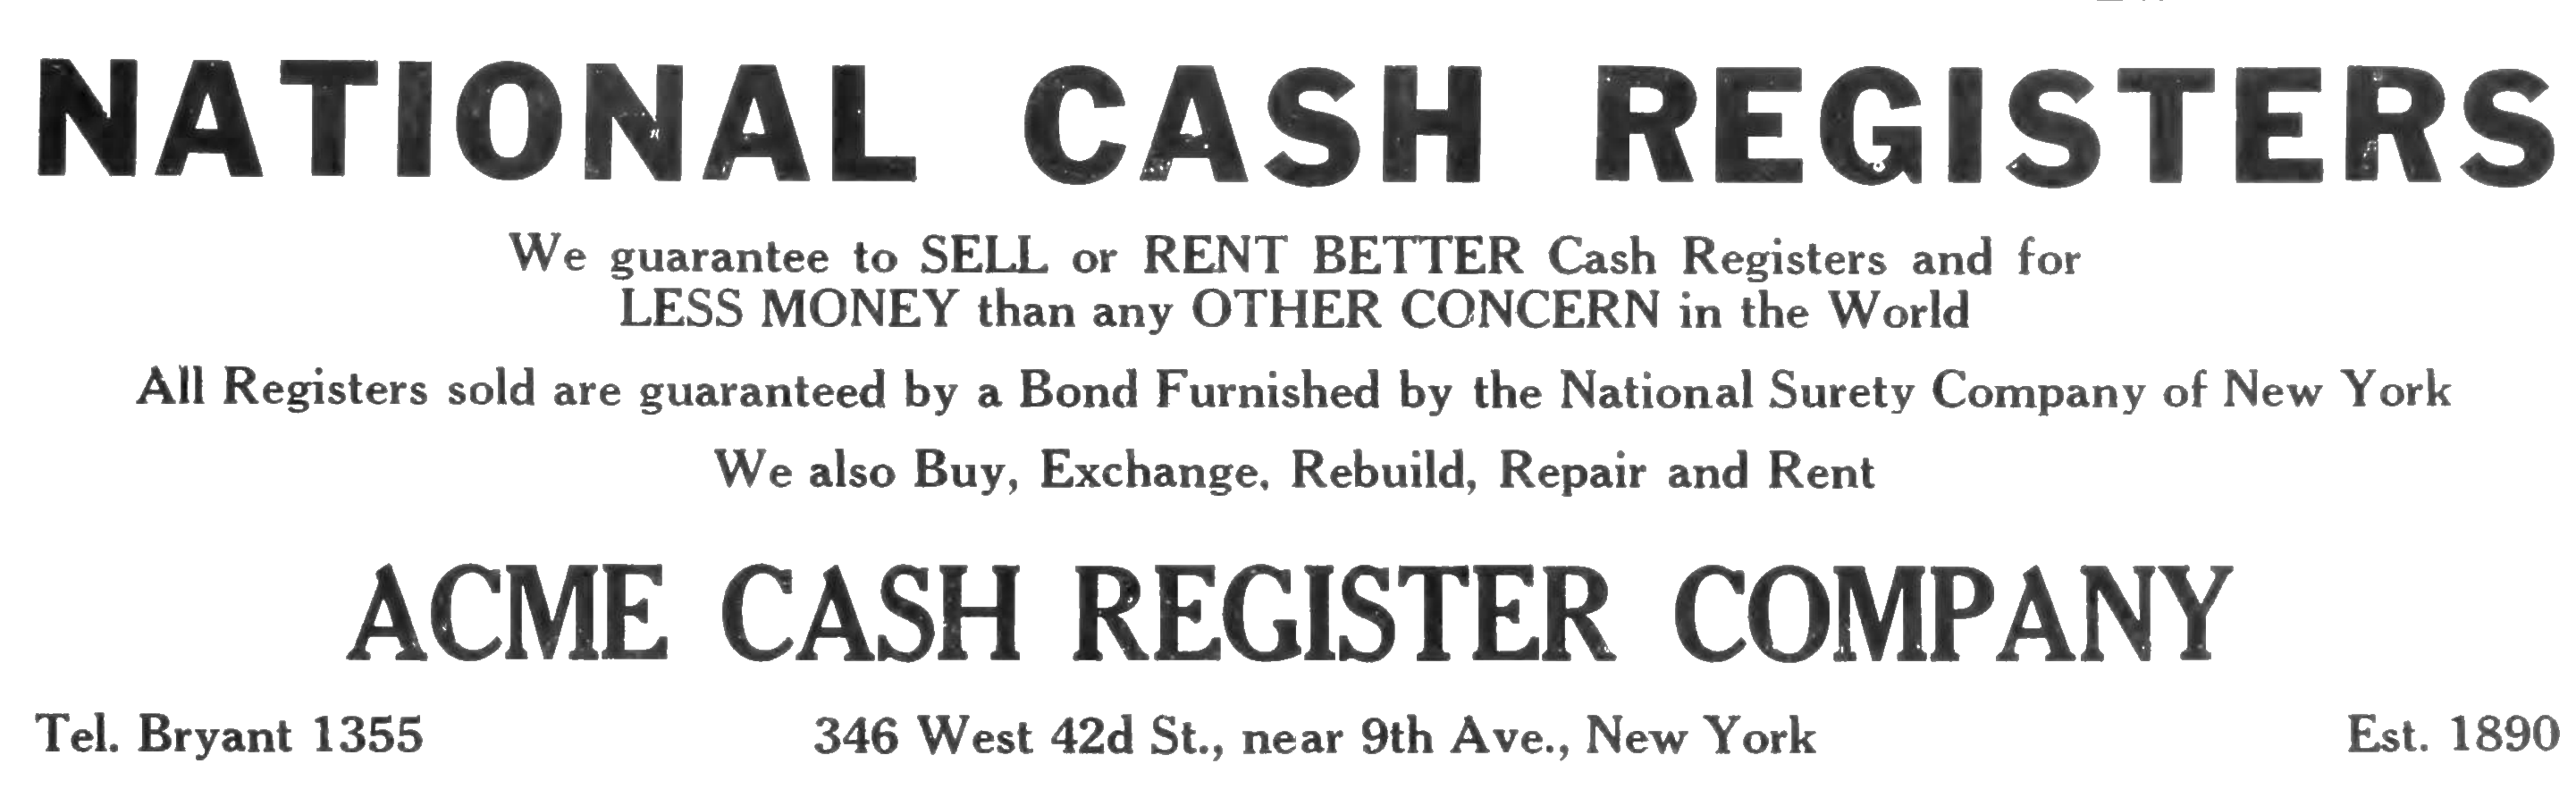 NATIONAL CASH REGISTERS
We guarantee to SELL or RENT BETTER Cash Registers and for
LESS MONEY than any OTHER CONCERN in the World
All Registers sold are guaranteed by a Bond Furnished by the National Surety Company of New York
We also Buy, Exchange, Rebuild, Repair and Rent
ACME CASH REGISTER COMPANY
Tel. Bryant 1355 346 West 42d St., near 9th Ave., New York Est. 1890